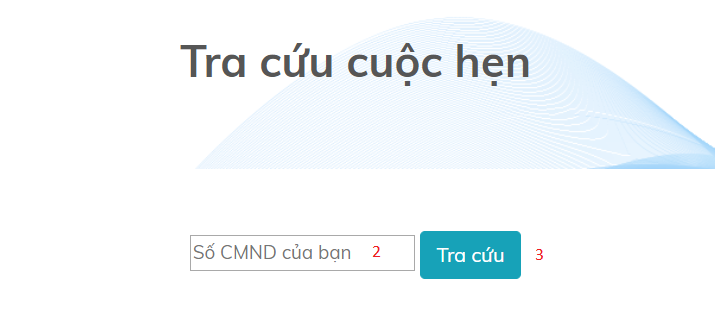 Tra cứu cuộc hẹn
Số CMND của bạn 2 Tra cứu 3